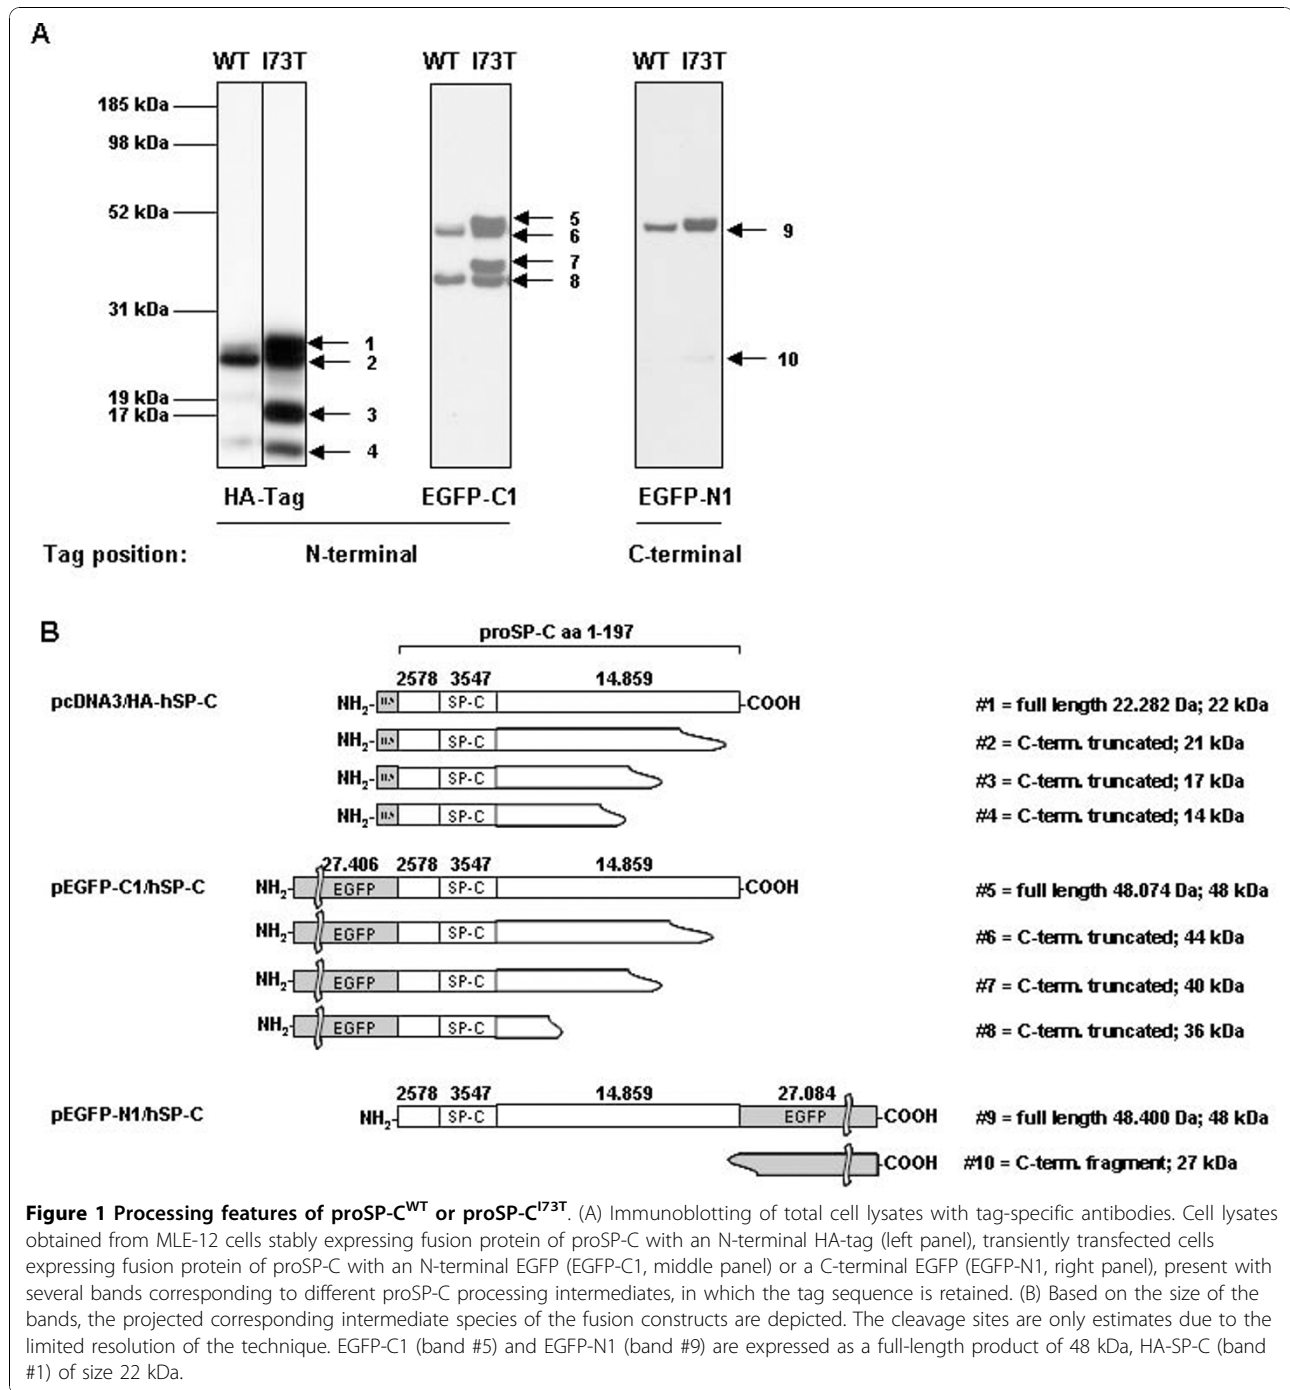 A
WT I73T WT I73T WT I73T
185 kDa
98 kDa
52 kDa
5
6
9
7
8
31 kDa
1
2
10
19 kDa
17 kDa
3
4
HA-Tag EGFP-C1 EGFP-N1
Tag position: N-terminal C-terminal
B
proSP-C aa 1-197
2578 3547 14.859
pcDNA3/HA-hSP-C NH2- HA SP-C -COOH #1 = full length 22.282 Da; 22 kDa
NH2- HA SP-C #2 = C-term. truncated; 21 kDa
NH2- HA SP-C #3 = C-term. truncated; 17 kDa
NH2- HA SP-C #4 = C-term. truncated; 14 kDa
27.406 2578 3547 14.859
pEGFP-C1/hSP-C NH2- EGFP SP-C -COOH #5 = full length 48.074 Da; 48 kDa
NH2- EGFP SP-C #6 = C-term. truncated; 44 kDa
NH2- EGFP SP-C #7 = C-term. truncated; 40 kDa
NH2- EGFP SP-C #8 = C-term. truncated; 36 kDa
2578 3547 14.859 27.084
pEGFP-N1/hSP-C NH2- SP-C EGFP -COOH #9 = full length 48.400 Da; 48 kDa
-COOH #10 = C-term. fragment; 27 kDa
Figure 1 Processing features of proSP-C^WT or proSP-C^I73T. (A) Immunoblotting of total cell lysates with tag-specific antibodies. Cell lysates
obtained from MLE-12 cells stably expressing fusion protein of proSP-C with an N-terminal HA-tag (left panel), transiently transfected cells
expressing fusion protein of proSP-C with an N-terminal EGFP (EGFP-C1, middle panel) or a C-terminal EGFP (EGFP-N1, right panel), present with
several bands corresponding to different proSP-C processing intermediates, in which the tag sequence is retained. (B) Based on the size of the
bands, the projected corresponding intermediate species of the fusion constructs are depicted. The cleavage sites are only estimates due to the
limited resolution of the technique. EGFP-C1 (band #5) and EGFP-N1 (band #9) are expressed as a full-length product of 48 kDa, HA-SP-C (band
#1) of size 22 kDa.